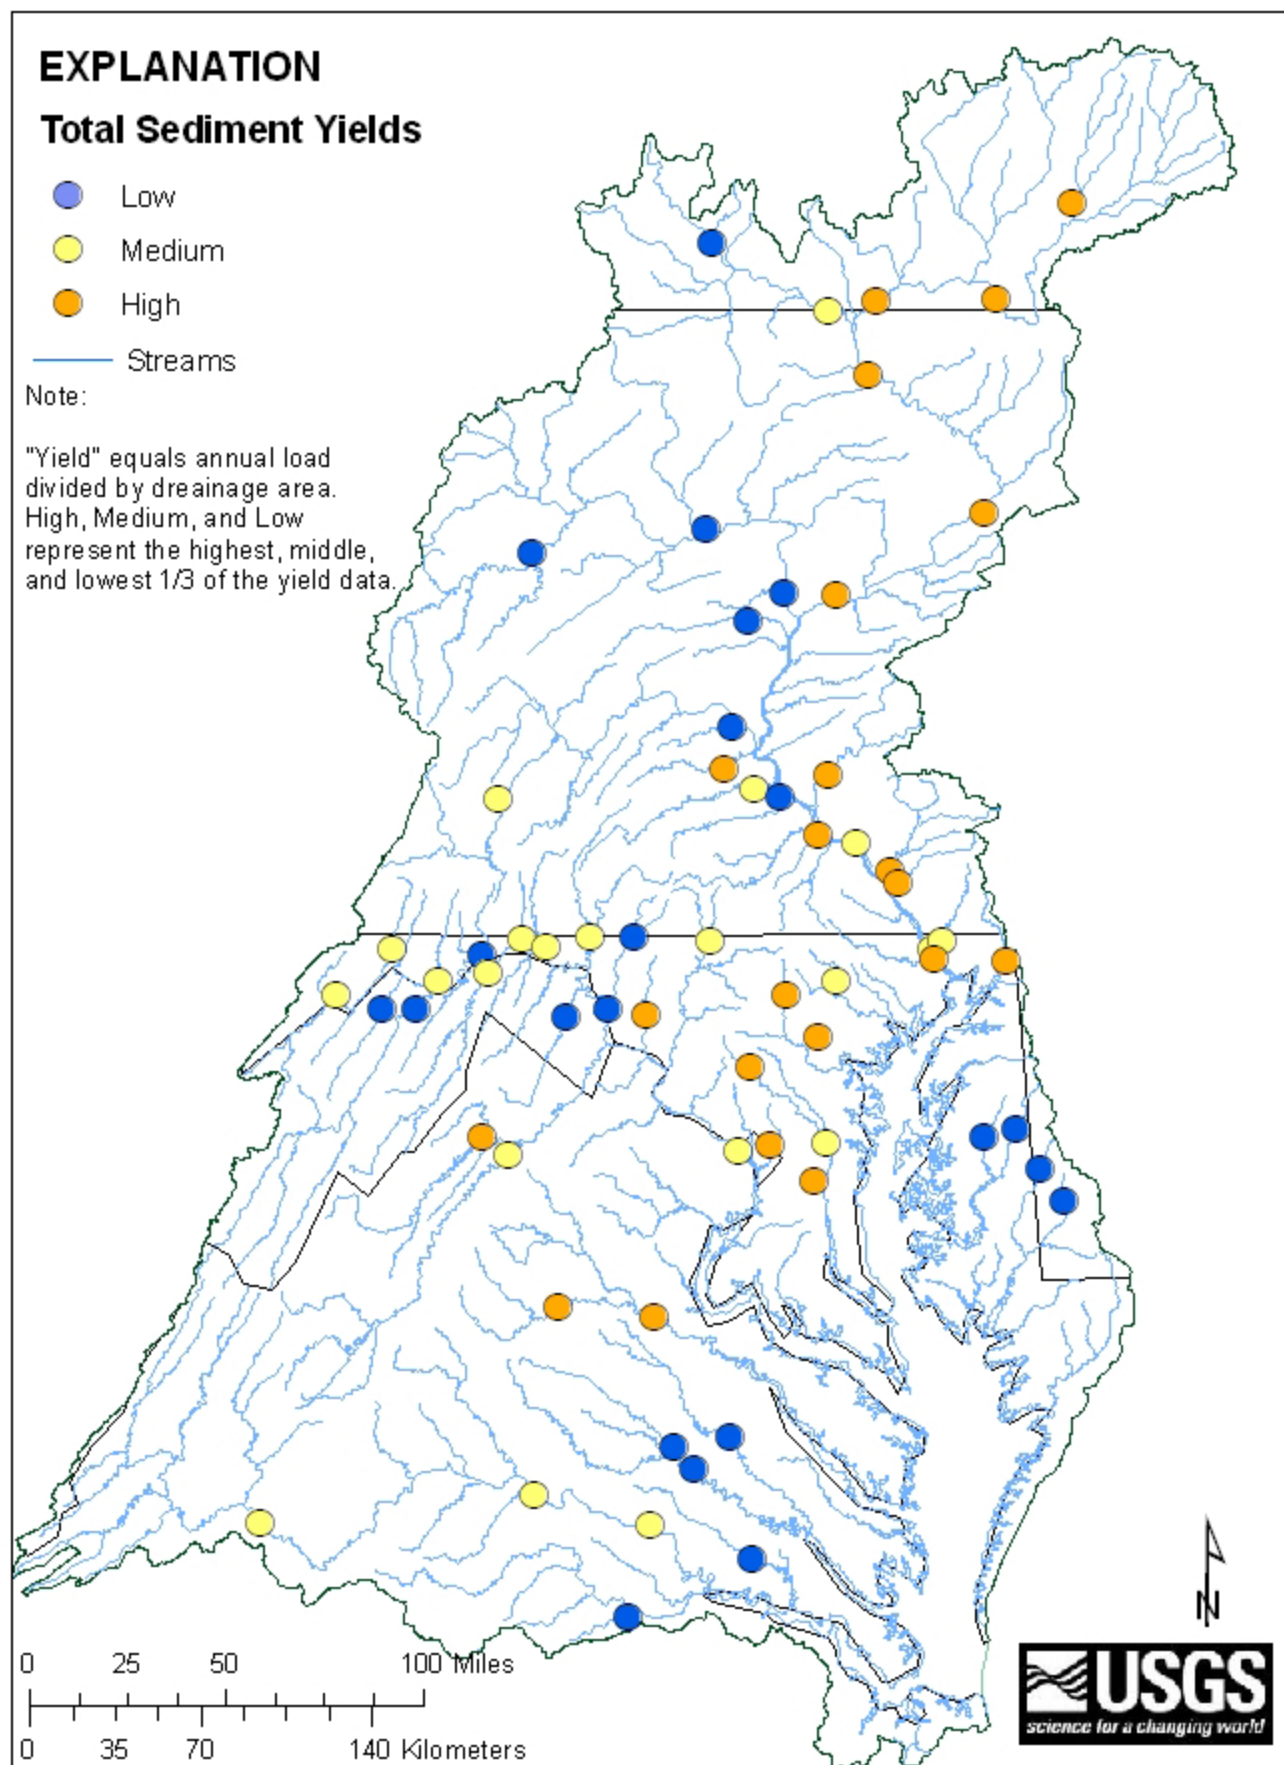 EXPLANATION
Total Sediment Yields
Low
Medium
High
Streams
Note:
"Yield" equals annual load
divided by dreainage area.
High, Medium, and Low
represent the highest, middle,
and lowest 1/3 of the yield data.
N
0 25 50 100 Miles
0 35 70 140 Kilometers
USGS
science for a changing world